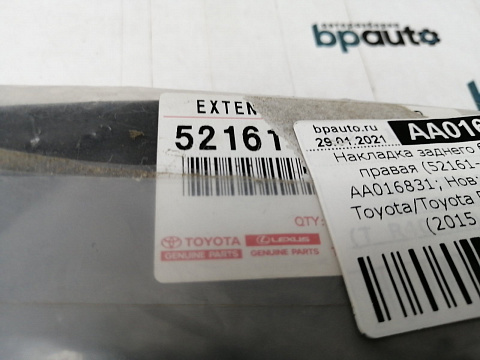 авторазборка
bpauto
EXTEN
52161
QTY:
TOYOTA
GENUINE PARTS
LEXUS
GENUINE PARTS
bpauto.ru
29.01.2021
AA016
Накладка заднего
правая (52161-
AA016831; Нов:
Toyota/Toyota
(2015